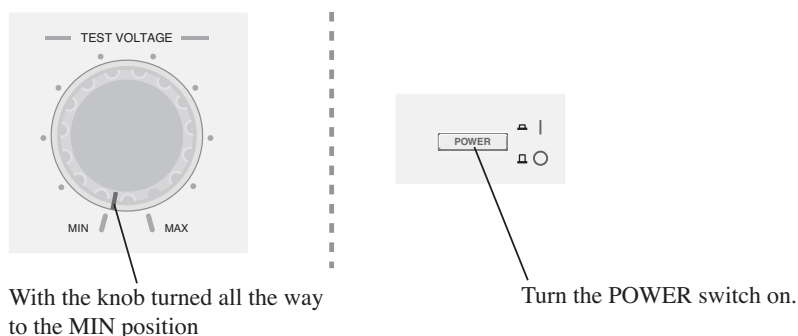 TEST VOLTAGE
MIN
MAX
With the knob turned all the way
to the MIN position
POWER
Turn the POWER switch on.